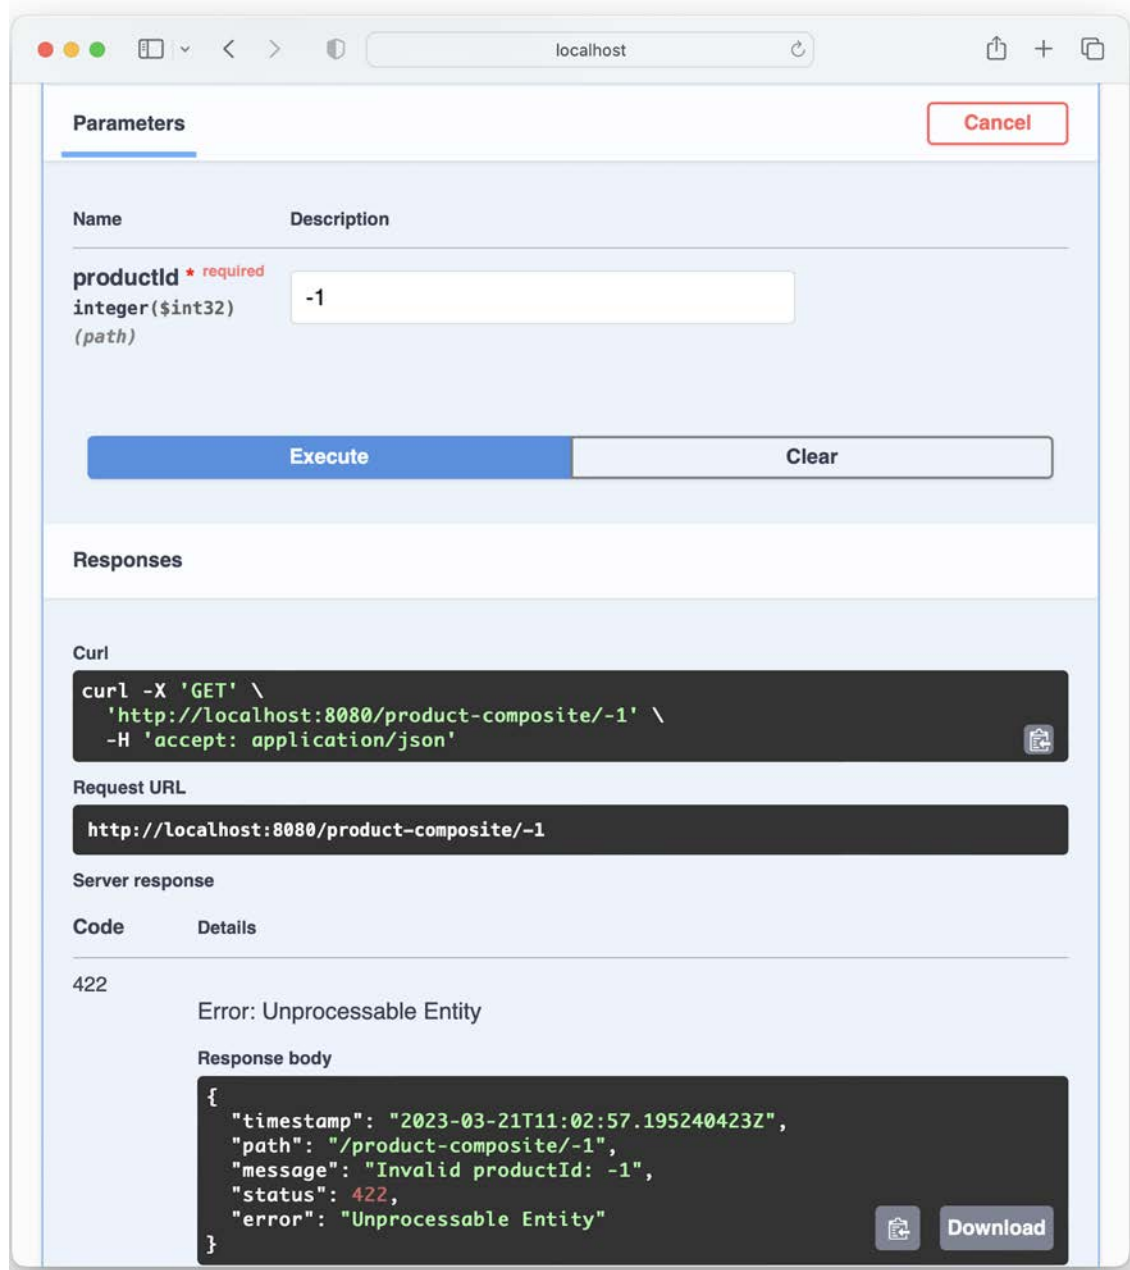 localhost
Parameters
Cancel
Name Description
productId * required
integer($int32)
(path)
-1
Execute Clear
Responses
Curl
curl -X 'GET' \
'http://localhost:8080/product-composite/-1' \
-H 'accept: application/json'
Request URL
http://localhost:8080/product-composite/-1
Server response
Code Details
422
Error: Unprocessable Entity
Response body
{
"timestamp": "2023-03-21T11:02:57.195240423Z",
"path": "/product-composite/-1",
"message": "Invalid productId: -1",
"status": 422,
"error": "Unprocessable Entity"
}
Download